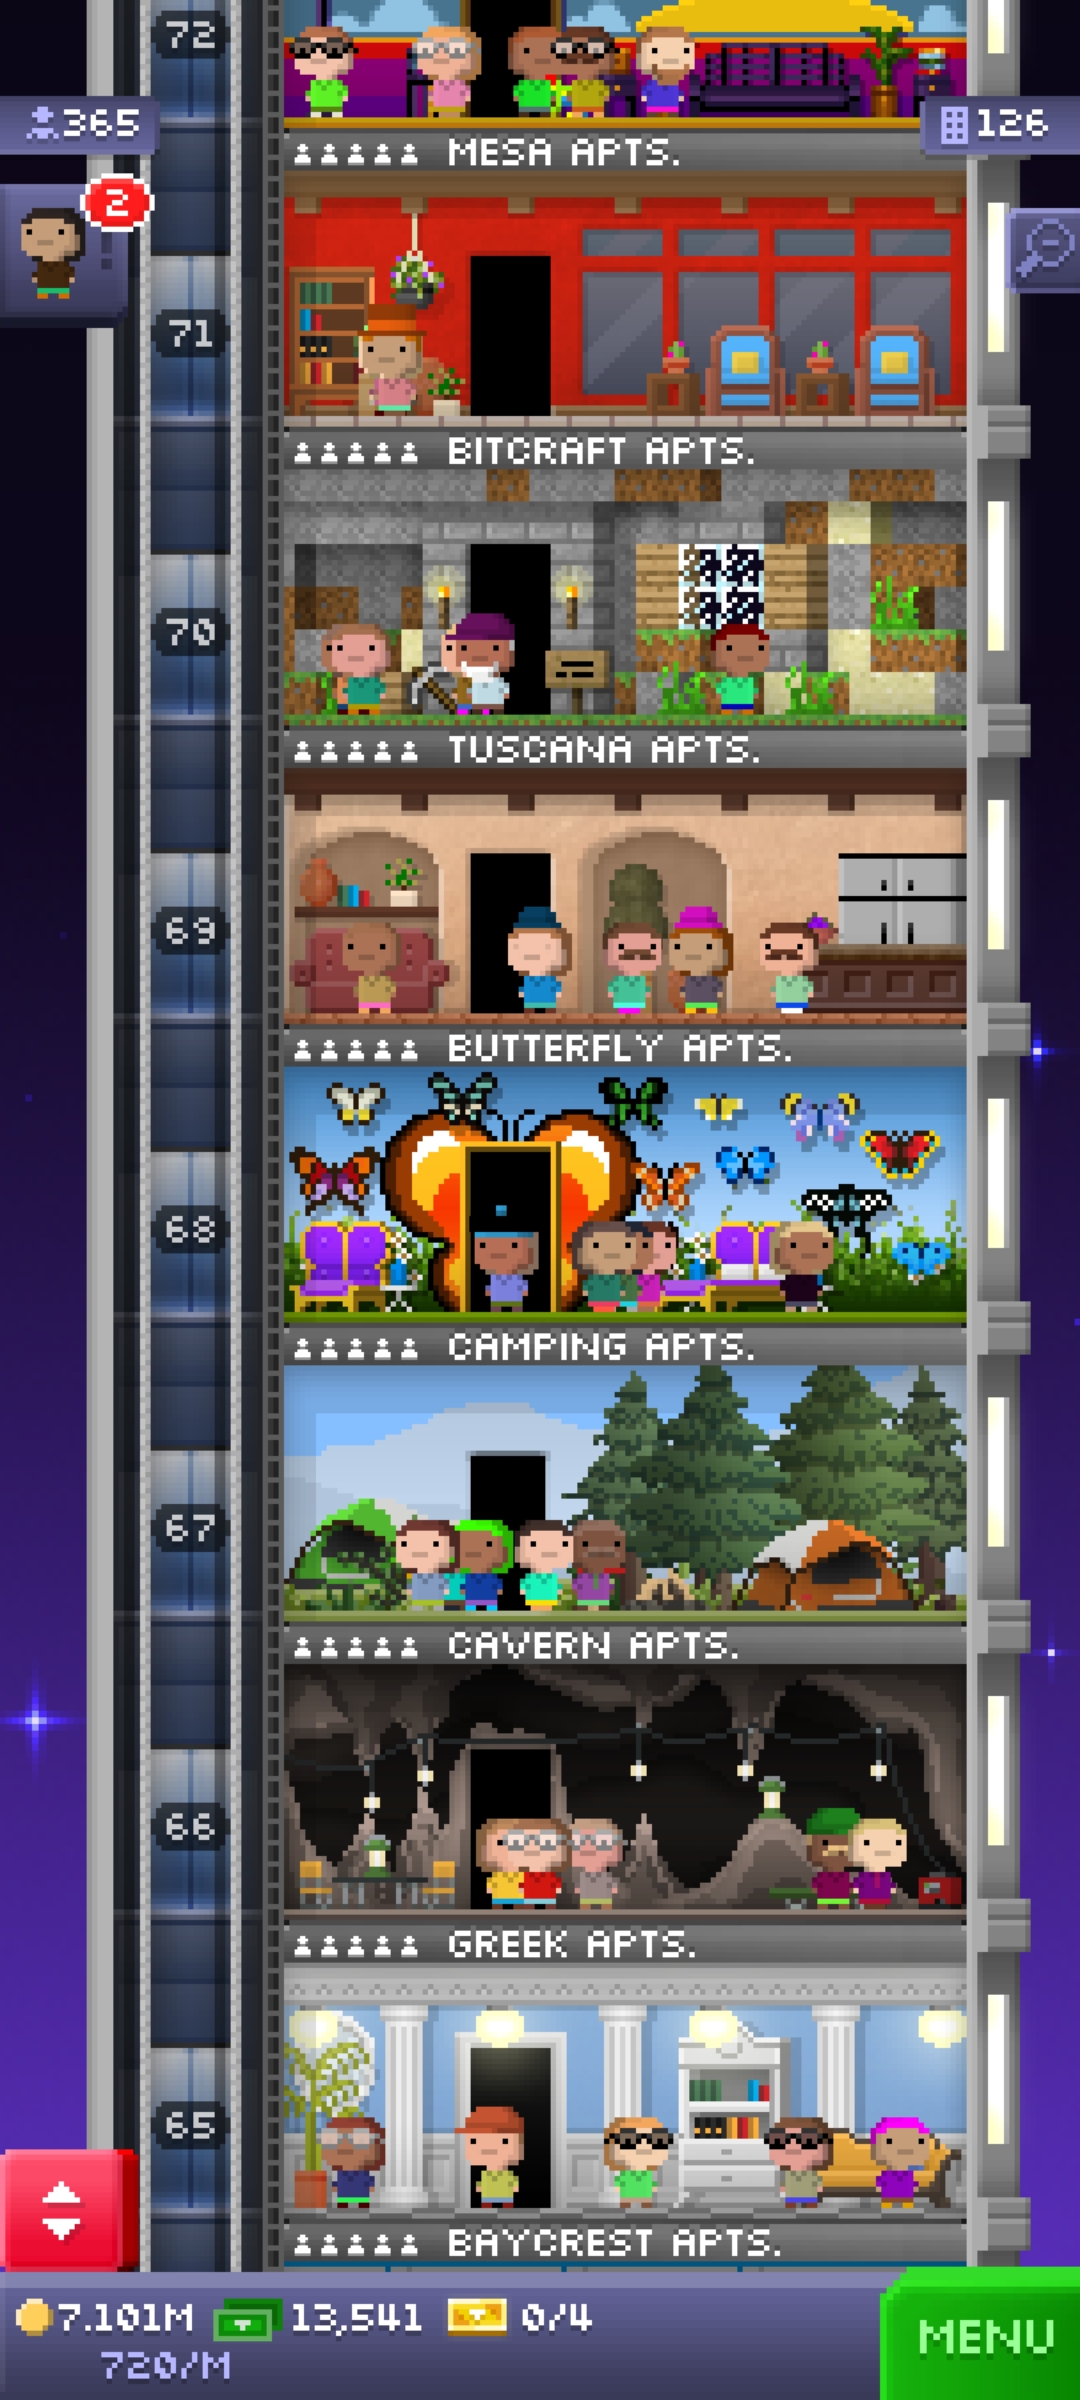 72
365
126
MESA APTS.
2
71
BITCRAFT APTS.
70
TUSCANA APTS.
69
BUTTERFLY APTS.
68
CAMPING APTS.
67
CAVERN APTS.
66
GREEK APTS.
65
BAYCREST APTS.
7.101M 13,541 0/4
720/M
MENU